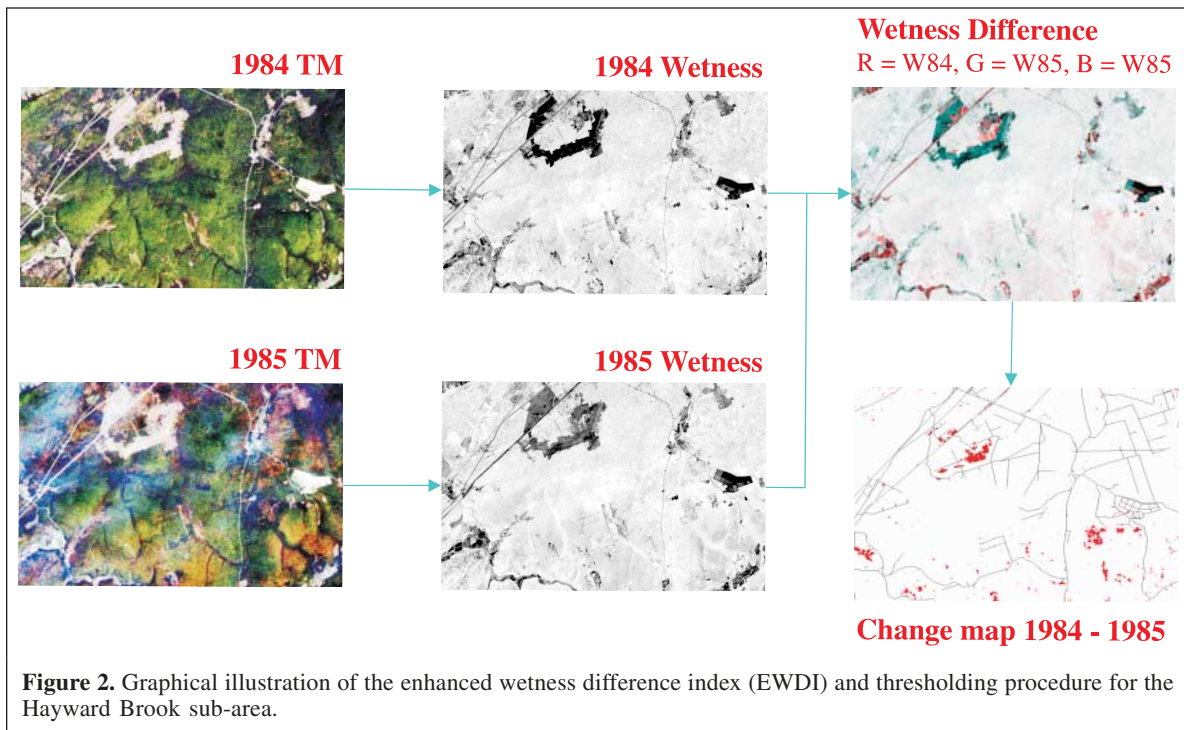 1984 TM
1984 Wetness
Wetness Difference
R = W84, G = W85, B = W85
1985 TM
1985 Wetness
Change map 1984 - 1985
Figure 2. Graphical illustration of the enhanced wetness difference index (EWDI) and thresholding procedure for the
Hayward Brook sub-area.